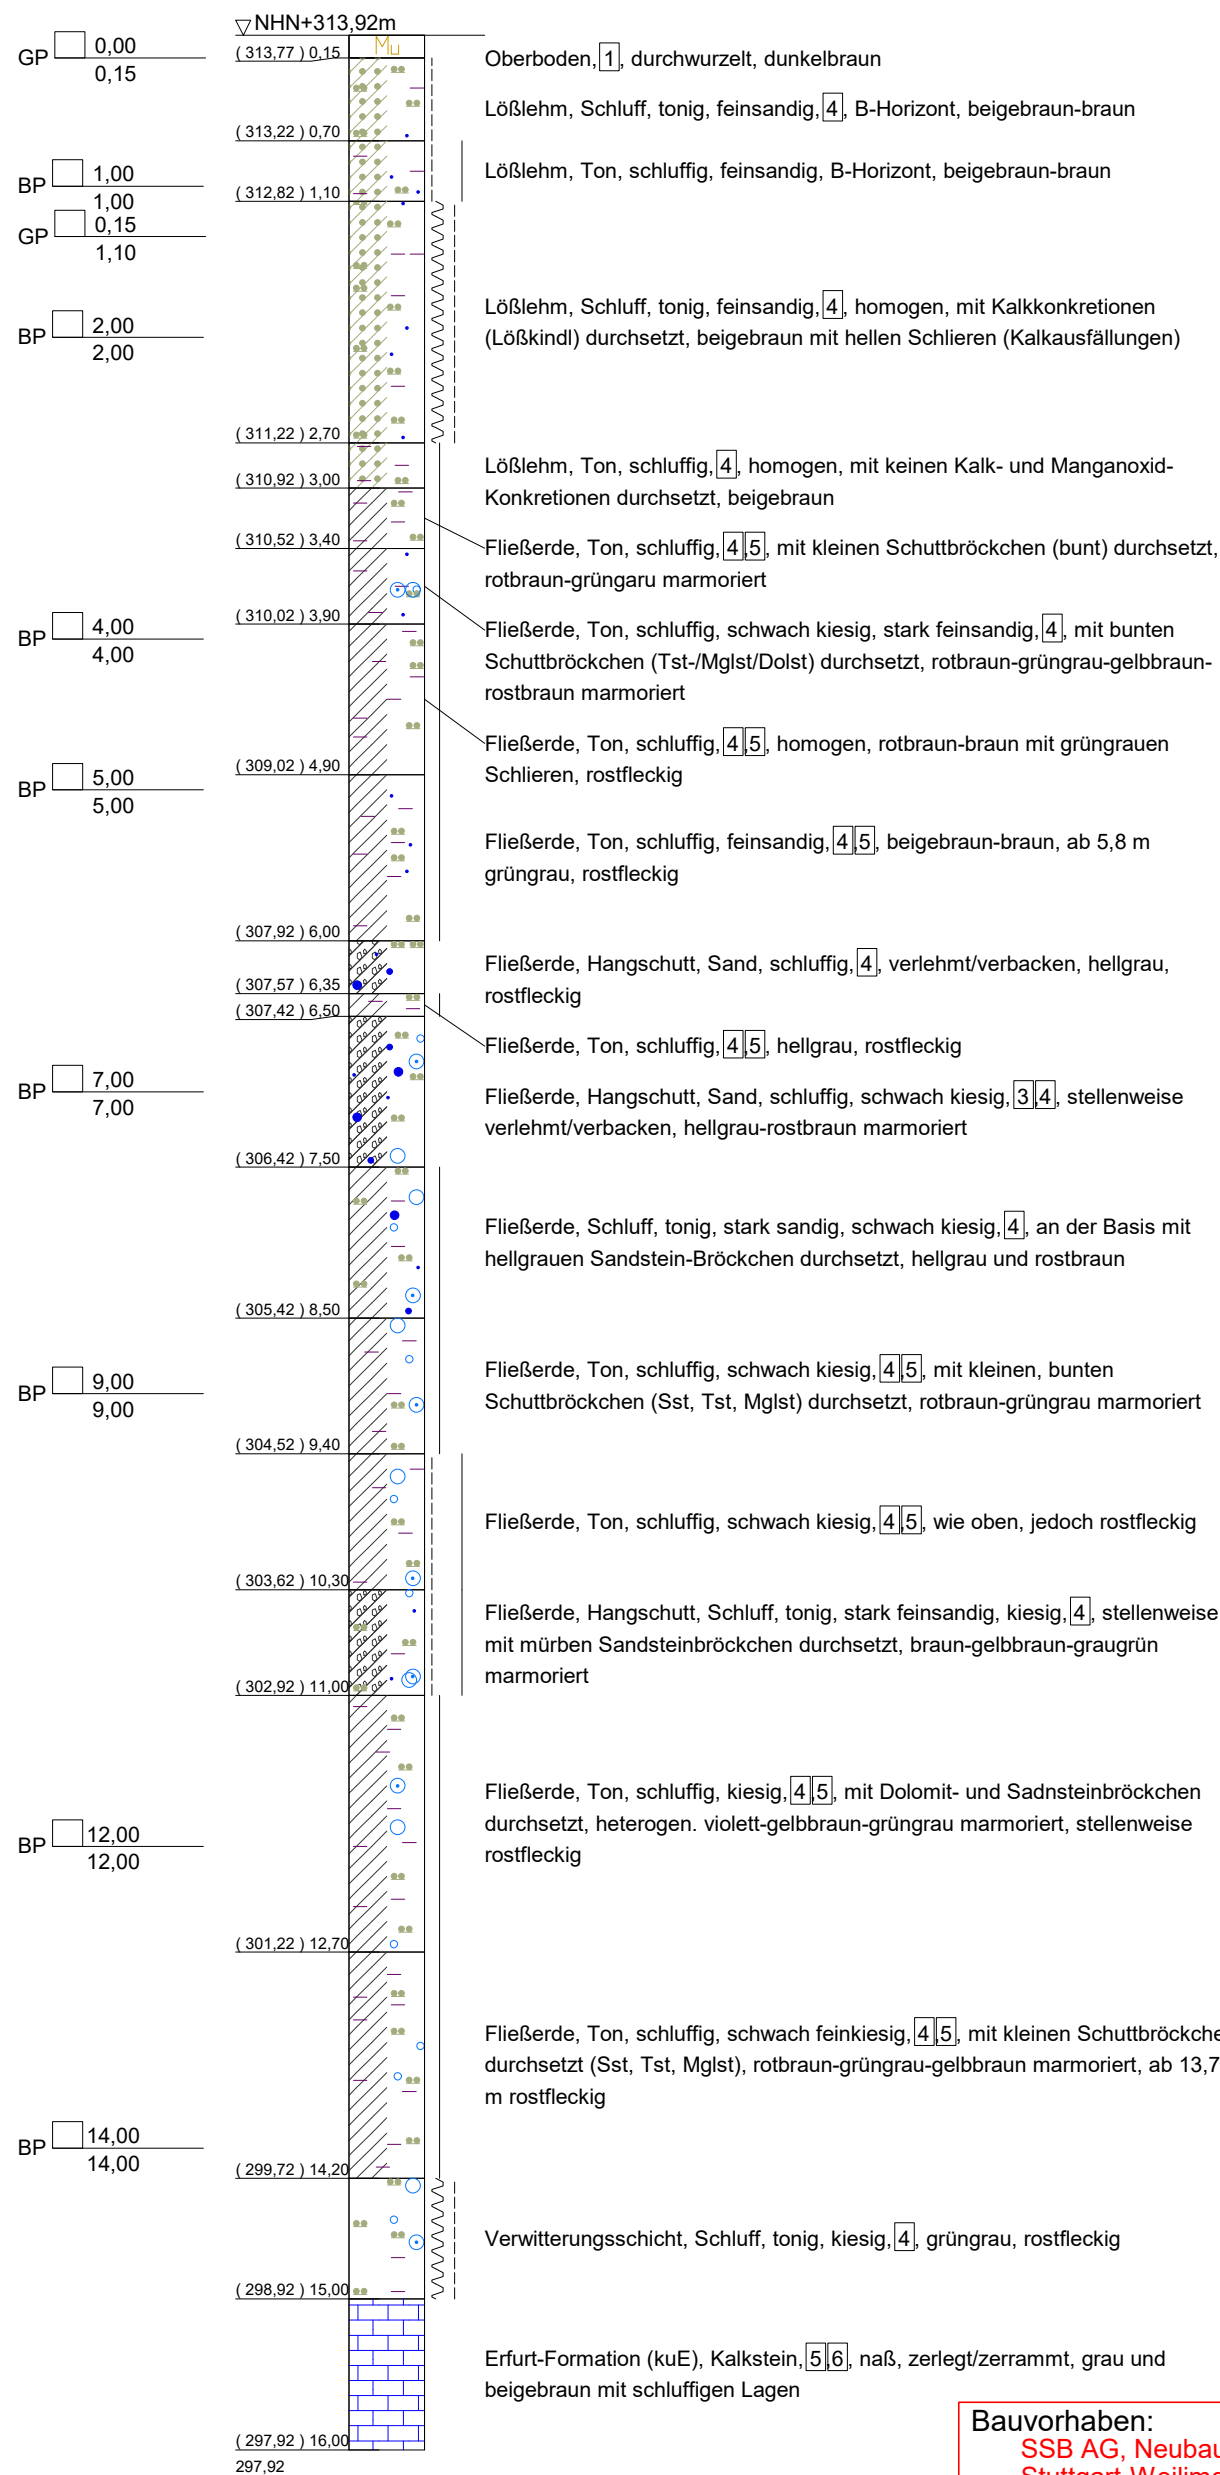 NHN+313,92m
GP 0,00
0,15
( 313,77 ) 0,15
Mu
Oberboden, 1, durchwurzelt, dunkelbraun
Lößlehm, Schluff, tonig, feinsandig, 4, B-Horizont, beigebraun-braun
( 313,22 ) 0,70
BP 1,00
1,00
Lößlehm, Ton, schluffig, feinsandig, B-Horizont, beigebraun-braun
( 312,82 ) 1,10
GP 0,15
1,10
BP 2,00
2,00
Lößlehm, Schluff, tonig, feinsandig, 4, homogen, mit Kalkkonkretionen
(Lößkindl) durchsetzt, beigebraun mit hellen Schlieren (Kalkausfällungen)
( 311,22 ) 2,70
Lößlehm, Ton, schluffig, 4, homogen, mit keinen Kalk- und Manganoxid-
Konkretionen durchsetzt, beigebraun
( 310,92 ) 3,00
( 310,52 ) 3,40
Fließerde, Ton, schluffig, 4,5, mit kleinen Schuttbröckchen (bunt) durchsetzt,
rotbraun-grüngaru marmoriert
( 310,02 ) 3,90
BP 4,00
4,00
Fließerde, Ton, schluffig, schwach kiesig, stark feinsandig, 4, mit bunten
Schuttbröckchen (Tst-/Mglst/Dolst) durchsetzt, rotbraun-grüngrau-gelbbraun-
rostbraun marmoriert
Fließerde, Ton, schluffig, 4,5, homogen, rotbraun-braun mit grüngrauen
Schlieren, rostfleckig
( 309,02 ) 4,90
BP 5,00
5,00
Fließerde, Ton, schluffig, feinsandig, 4,5, beigebraun-braun, ab 5,8 m
grüngrau, rostfleckig
( 307,92 ) 6,00
Fließerde, Hangschutt, Sand, schluffig, 4, verlehmt/verbacken, hellgrau,
rostfleckig
( 307,57 ) 6,35
( 307,42 ) 6,50
Fließerde, Ton, schluffig, 4,5, hellgrau, rostfleckig
BP 7,00
7,00
Fließerde, Hangschutt, Sand, schluffig, schwach kiesig, 3,4, stellenweise
verlehmt/verbacken, hellgrau-rostbraun marmoriert
( 306,42 ) 7,50
Fließerde, Schluff, tonig, stark sandig, schwach kiesig, 4, an der Basis mit
hellgrauen Sandstein-Bröckchen durchsetzt, hellgrau und rostbraun
( 305,42 ) 8,50
BP 9,00
9,00
Fließerde, Ton, schluffig, schwach kiesig, 4,5, mit kleinen, bunten
Schuttbröckchen (Sst, Tst, Mglst) durchsetzt, rotbraun-grüngrau marmoriert
( 304,52 ) 9,40
Fließerde, Ton, schluffig, schwach kiesig, 4,5, wie oben, jedoch rostfleckig
( 303,62 ) 10,30
Fließerde, Hangschutt, Schluff, tonig, stark feinsandig, kiesig, 4, stellenweise
mit mürben Sandsteinbröckchen durchsetzt, braun-gelbbraun-graugrün
marmoriert
( 302,92 ) 11,00
BP 12,00
12,00
Fließerde, Ton, schluffig, kiesig, 4,5, mit Dolomit- und Sadnsteinbröckchen
durchsetzt, heterogen. violett-gelbbraun-grüngrau marmoriert, stellenweise
rostfleckig
( 301,22 ) 12,70
Fließerde, Ton, schluffig, schwach feinkiesig, 4,5, mit kleinen Schuttbröckche
durchsetzt (Sst, Tst, Mglst), rotbraun-grüngrau-gelbbraun marmoriert, ab 13,7
m rostfleckig
BP 14,00
14,00
( 299,72 ) 14,20
Verwitterungsschicht, Schluff, tonig, kiesig, 4, grüngrau, rostfleckig
( 298,92 ) 15,00
Erfurt-Formation (kuE), Kalkstein, 5,6, naß, zerlegt/zerrammt, grau und
beigebraun mit schluffigen Lagen
( 297,92 ) 16,00
297,92
Bauvorhaben:
SSB AG, Neubau